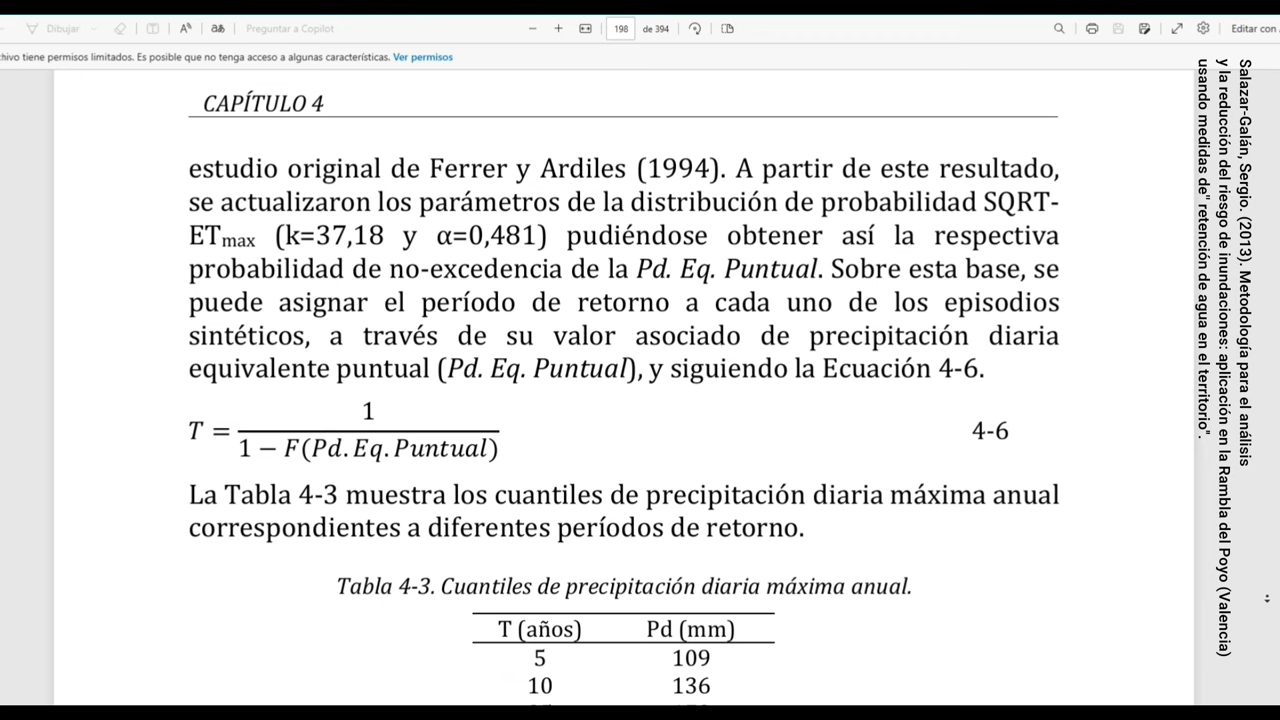 Dibujar
aあ
Preguntar a Copilot
198
de 394
Editar con
chivo tiene permisos limitados. Es posible que no tenga acceso a algunas características. Ver permisos
CAPÍTULO 4
estudio original de Ferrer y Ardiles (1994). A partir de este resultado,
se actualizaron los parámetros de la distribución de probabilidad SQRT-
ETmax (k=37,18 y α=0,481) pudiéndose obtener así la respectiva
probabilidad de no-excedencia de la Pd. Eq. Puntual. Sobre esta base, se
puede asignar el período de retorno a cada uno de los episodios
sintéticos, a través de su valor asociado de precipitación diaria
equivalente puntual (Pd. Eq. Puntual), y siguiendo la Ecuación 4-6.
1
T =
1 − F(Pd. Eq. Puntual)
4-6
La Tabla 4-3 muestra los cuantiles de precipitación diaria máxima anual
correspondientes a diferentes períodos de retorno.
Tabla 4-3. Cuantiles de precipitación diaria máxima anual.
T (años) Pd (mm)
5 109
10 136
Salazar-Galán, Sergio. (2013). Metodología para el análisis
y la reducción del riesgo de inundaciones: aplicación en la Rambla del Poyo (Valencia)
usando medidas de" retención de agua en el territorio".